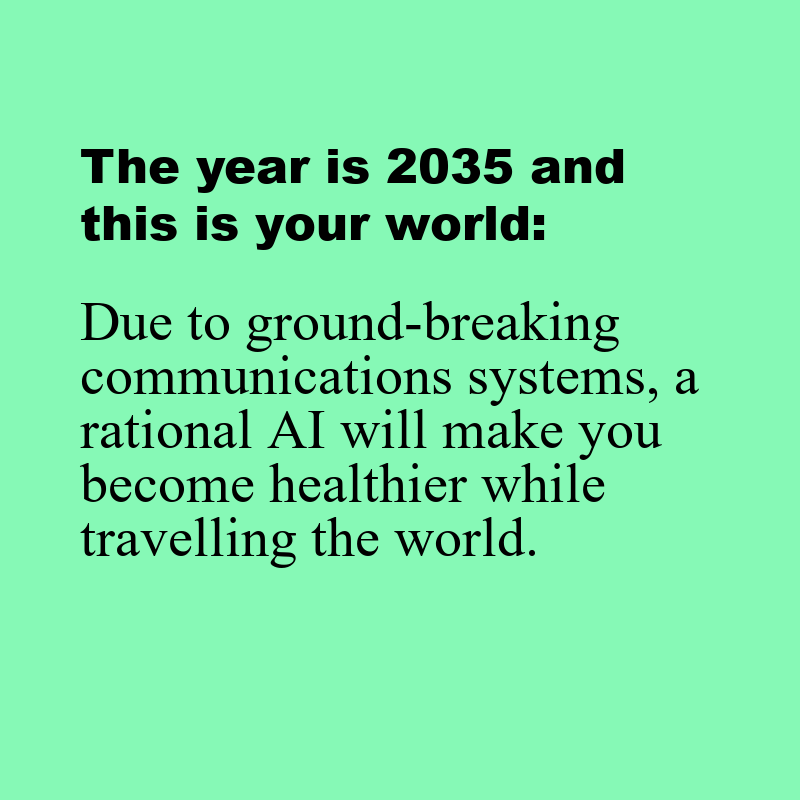 The year is 2035 and
this is your world:
Due to ground-breaking
communications systems, a
rational AI will make you
become healthier while
travelling the world.